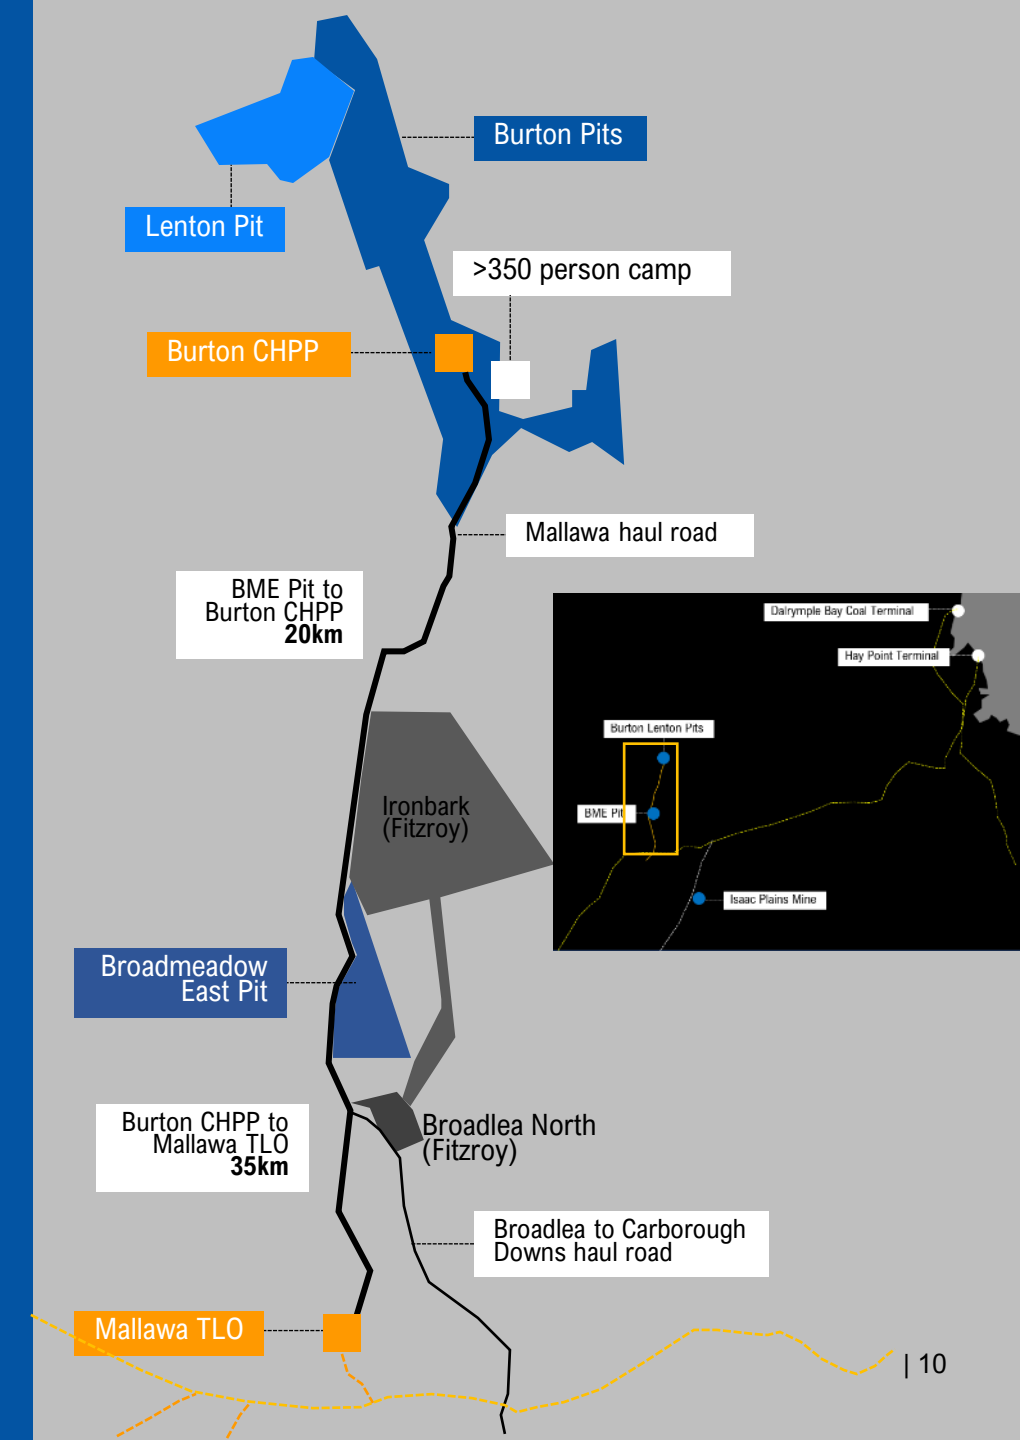 Burton Pits
Lenton Pit
>350 person camp
Burton CHPP
Mallawa haul road
BME Pit to
Burton CHPP
20km
Dalrymple Bay Coal Terminal
Hay Point Terminal
Burton Lenton Pits
BME Pit
Isaac Plains Mine
Ironbark
(Fitzroy)
Broadmeadow
East Pit
Burton CHPP to
Mallawa TLO
35km
Broadlea North
(Fitzroy)
Broadlea to Carborough
Downs haul road
Mallawa TLO
| 10